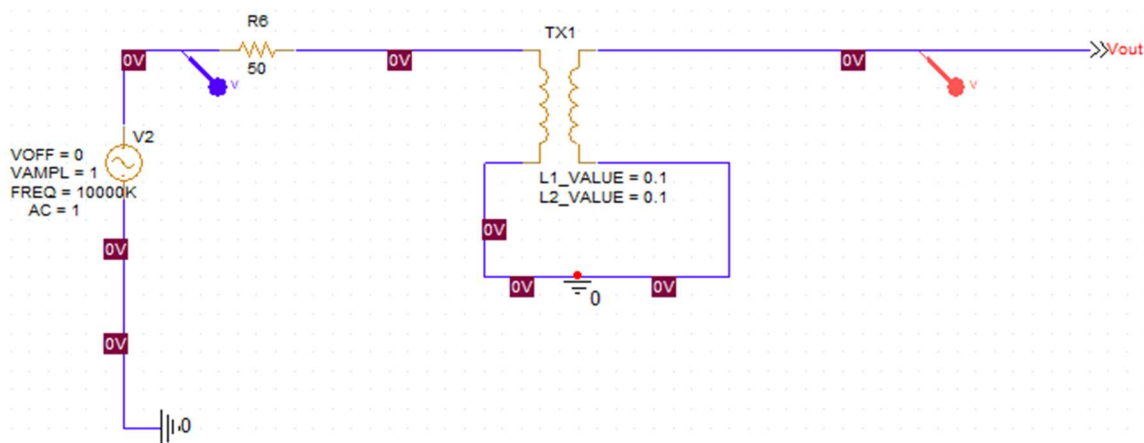 R6
TX1
0V
50
0V
0V
Vout
V
V
V2
VOFF = 0
VAMPL = 1
FREQ = 10000K
AC = 1
L1_VALUE = 0.1
L2_VALUE = 0.1
0V
0V
0V
0V
0
0V
0